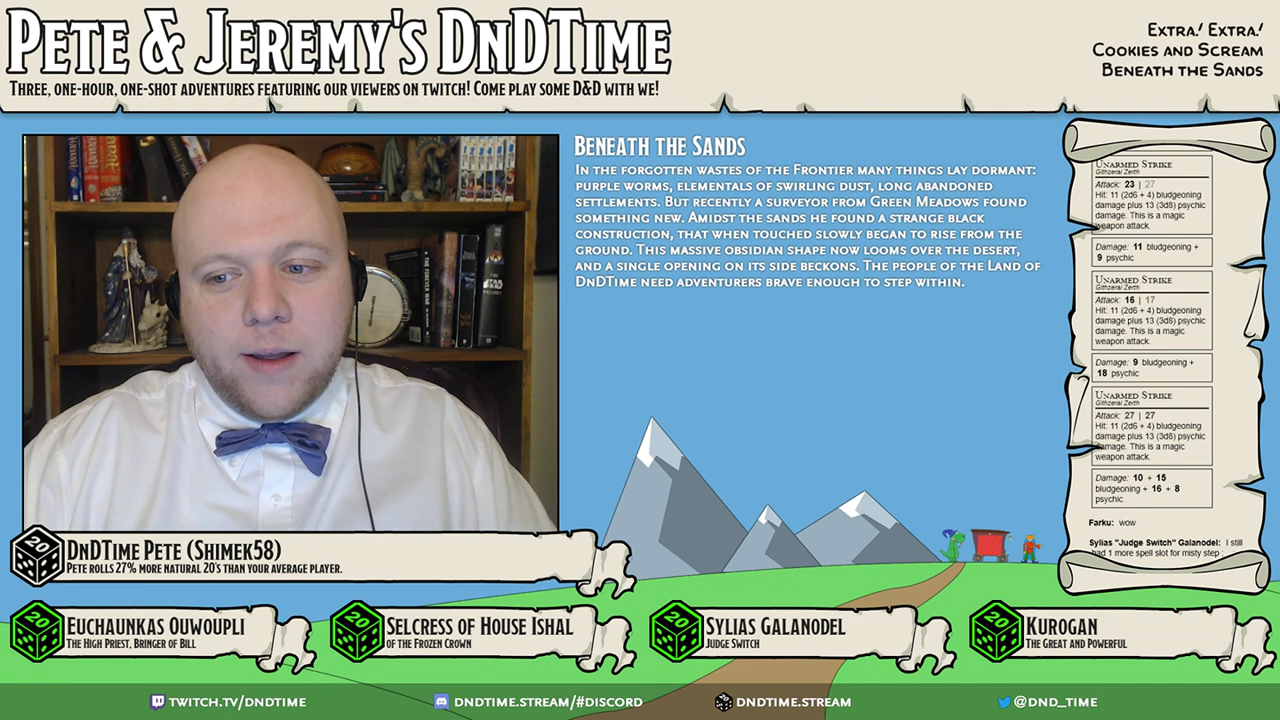 Pete & Jeremy's DnDTime
Three, one-hour, one-shot adventures featuring our viewers on twitch! Come play some D&D with we!
Extra! Extra!
Cookies and Scream
Beneath the Sands
Beneath the Sands
In the forgotten wastes of the Frontier many things lay dormant:
purple worms, elementals of swirling dust, long abandoned
settlements. But recently a surveyor from Green Meadows found
something new. Amidst the sands he found a strange black
construction, that when touched slowly began to rise from the
ground. This massive obsidian shape now looms over the desert,
and a single opening on its side beckons. The people of the Land of
DnDTime need adventurers brave enough to step within.
Unarmed Strike
Githzerai Zerth
Attack: 23 | 27
Hit: 11 (2d6 + 4) bludgeoning
damage plus 13 (3d8) psychic
damage. This is a magic
weapon attack.
Damage: 11 bludgeoning +
9 psychic
Unarmed Strike
Githzerai Zerth
Attack: 16 | 17
Hit: 11 (2d6 + 4) bludgeoning
damage plus 13 (3d8) psychic
damage. This is a magic
weapon attack.
Damage: 9 bludgeoning +
18 psychic
Unarmed Strike
Githzerai Zerth
Attack: 27 | 27
Hit: 11 (2d6 + 4) bludgeoning
damage plus 13 (3d8) psychic
damage. This is a magic
weapon attack.
Damage: 10 + 15
bludgeoning + 16 + 8
psychic
Farku: wow
Sylias "Judge Switch" Galanodel: I still
had 1 more spell slot for misty step
THE FOREVER WAR
STAR WARS
20
DnDTime Pete (Shimek58)
Pete rolls 27% more natural 20's than your average player.
20
Euchaunkas Ouwoupli
The High Priest, Bringer of Bill
20
Selcress of House Ishal
of the Frozen Crown
20
Sylias Galanodel
Judge Switch
20
Kurogan
The Great and Powerful
twitch.tv/dndtime
dndtime.stream/#discord
dndtime.stream
@dnd_time